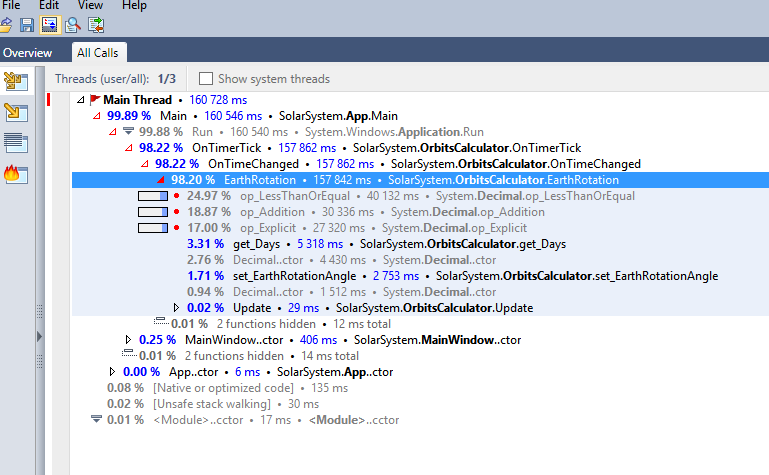 File Edit View Help
Overview All Calls
Threads (user/all): 1/3 Show system threads
Main Thread • 160 728 ms
99.89 % Main • 160 546 ms • SolarSystem.App.Main
99.88 % Run • 160 540 ms • System.Windows.Application.Run
98.22 % OnTimerTick • 157 862 ms • SolarSystem.OrbitsCalculator.OnTimerTick
98.22 % OnTimeChanged • 157 862 ms • SolarSystem.OrbitsCalculator.OnTimeChanged
98.20 % EarthRotation • 157 842 ms • SolarSystem.OrbitsCalculator.EarthRotation
24.97 % op_LessThanOrEqual • 40 132 ms • System.Decimal.op_LessThanOrEqual
18.87 % op_Addition • 30 336 ms • System.Decimal.op_Addition
17.00 % op_Explicit • 27 320 ms • System.Decimal.op_Explicit
3.31 % get_Days • 5 318 ms • SolarSystem.OrbitsCalculator.get_Days
2.76 % Decimal..ctor • 4 430 ms • System.Decimal..ctor
1.71 % set_EarthRotationAngle • 2 753 ms • SolarSystem.OrbitsCalculator.set_EarthRotationAngle
0.94 % Decimal..ctor • 1 512 ms • System.Decimal..ctor
0.02 % Update • 29 ms • SolarSystem.OrbitsCalculator.Update
0.01 % 2 functions hidden • 12 ms total
0.25 % MainWindow..ctor • 406 ms • SolarSystem.MainWindow..ctor
0.01 % 2 functions hidden • 14 ms total
0.00 % App..ctor • 6 ms • SolarSystem.App..ctor
0.08 % [Native or optimized code] • 135 ms
0.02 % [Unsafe stack walking] • 30 ms
0.01 % <Module>..cctor • 17 ms • <Module>..cctor